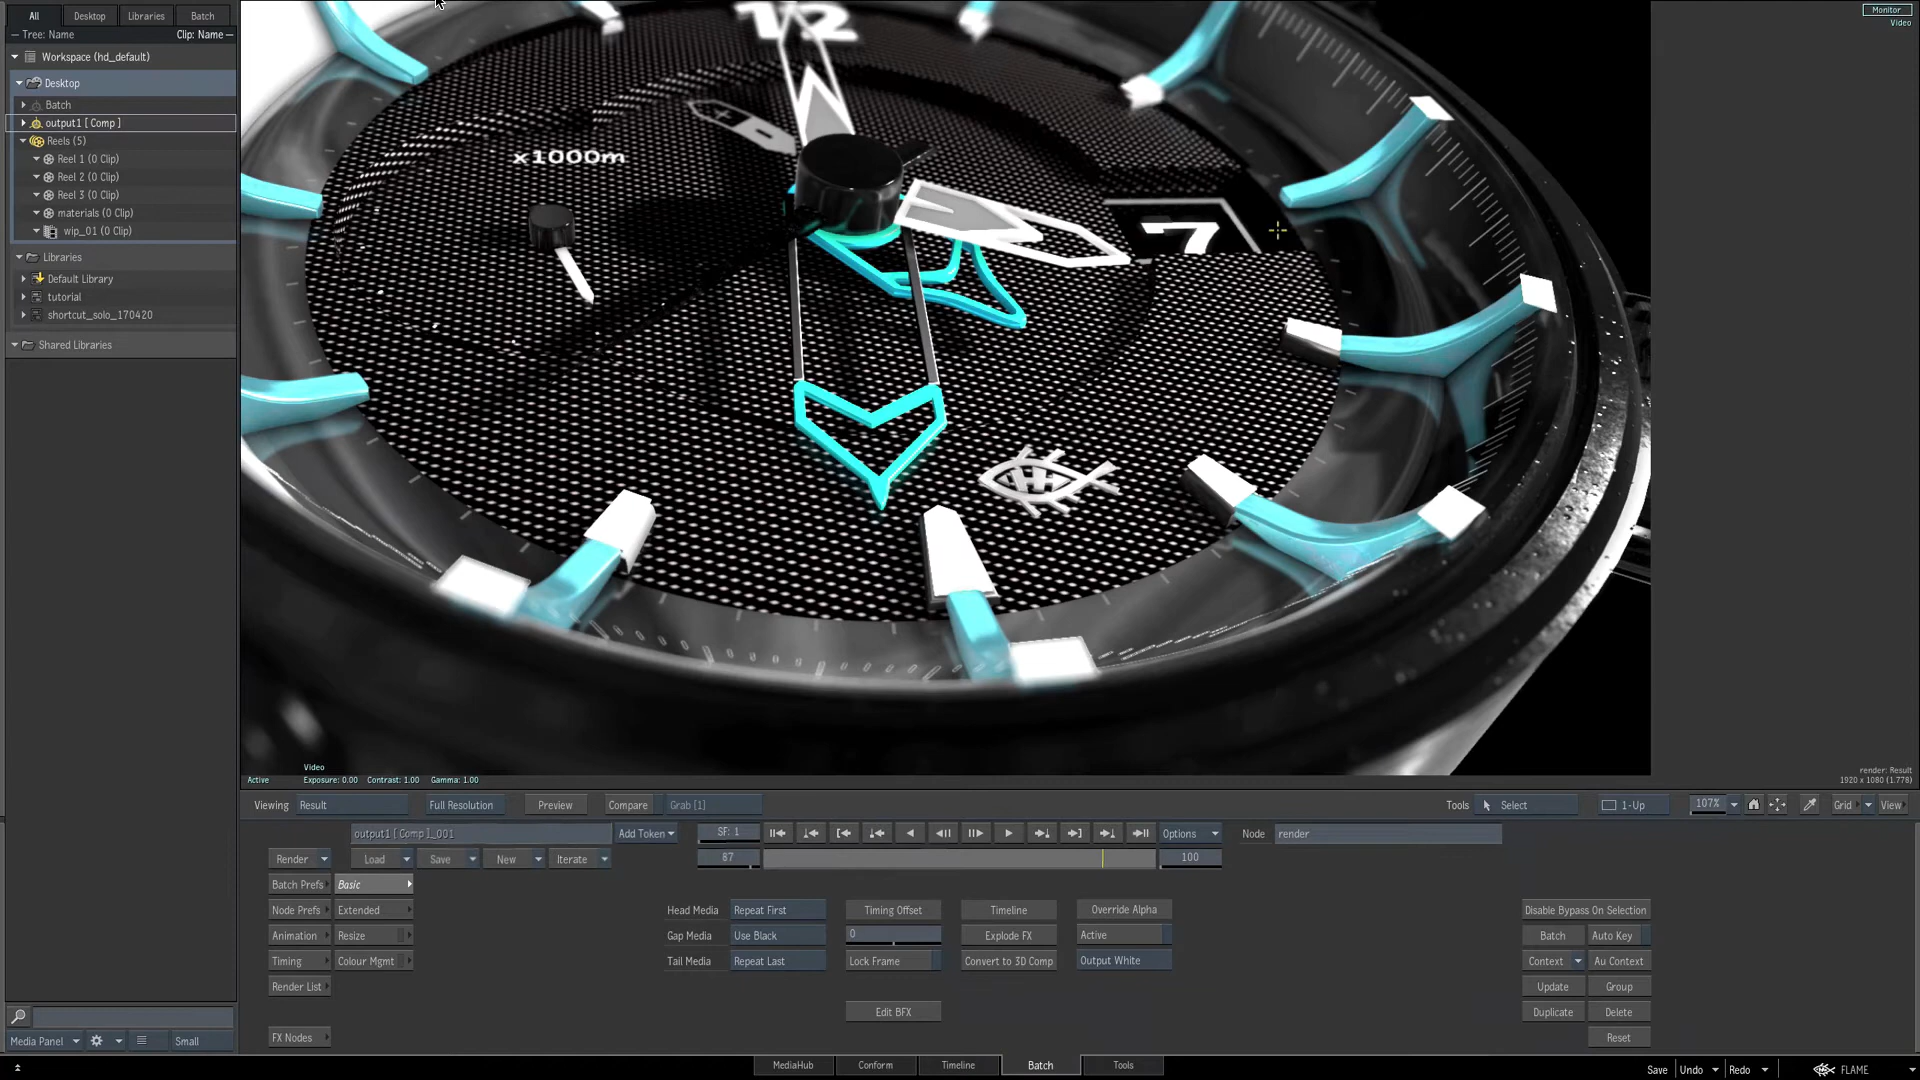 All Desktop Libraries Batch
Tree: Name Clip: Name
Workspace (hd_default)
Desktop
Batch
output1 [ Comp ]
Reels (5)
Reel 1 (0 Clip)
Reel 2 (0 Clip)
Reel 3 (0 Clip)
materials (0 Clip)
wip_01 (0 Clip)
Libraries
Default Library
tutorial
shortcut_solo_170420
Shared Libraries
Media Panel Small
Monitor
Video
12
x1000m
7
Video
Active Exposure: 0.00 Contrast: 1.00 Gamma: 1.00
render: Result
1920 x 1080 (1.778)
Viewing Result Full Resolution Preview Compare Grab [1] Tools Select 1-Up 107% Grid View
output1 [ Comp ]_001 Add Token SF: 1 Options Node render
Render Load Save New Iterate 87 100
Batch Prefs Basic
Node Prefs Extended Head Media Repeat First Timing Offset Timeline Override Alpha Disable Bypass On Selection
Animation Resize Gap Media Use Black 0 Explode FX Active Batch Auto Key
Timing Colour Mgmt Tail Media Repeat Last Lock Frame Convert to 3D Comp Output White Context Au Context
Render List Update Group
Edit BFX Duplicate Delete
FX Nodes Reset
MediaHub Conform Timeline Batch Tools
Save Undo Redo FLAME